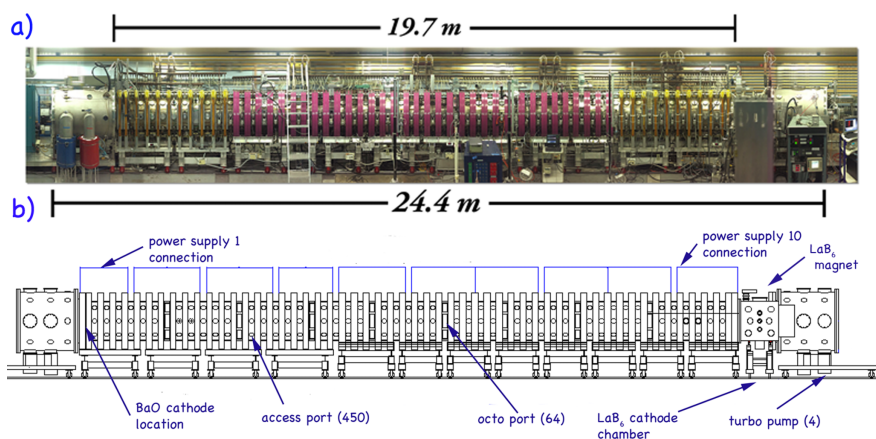 a)
19.7 m
24.4 m
b)
power supply 1
connection
power supply 10
connection
LaB6
magnet
BaO cathode
location
access port (450)
octo port (64)
LaB6 cathode
chamber
turbo pump (4)